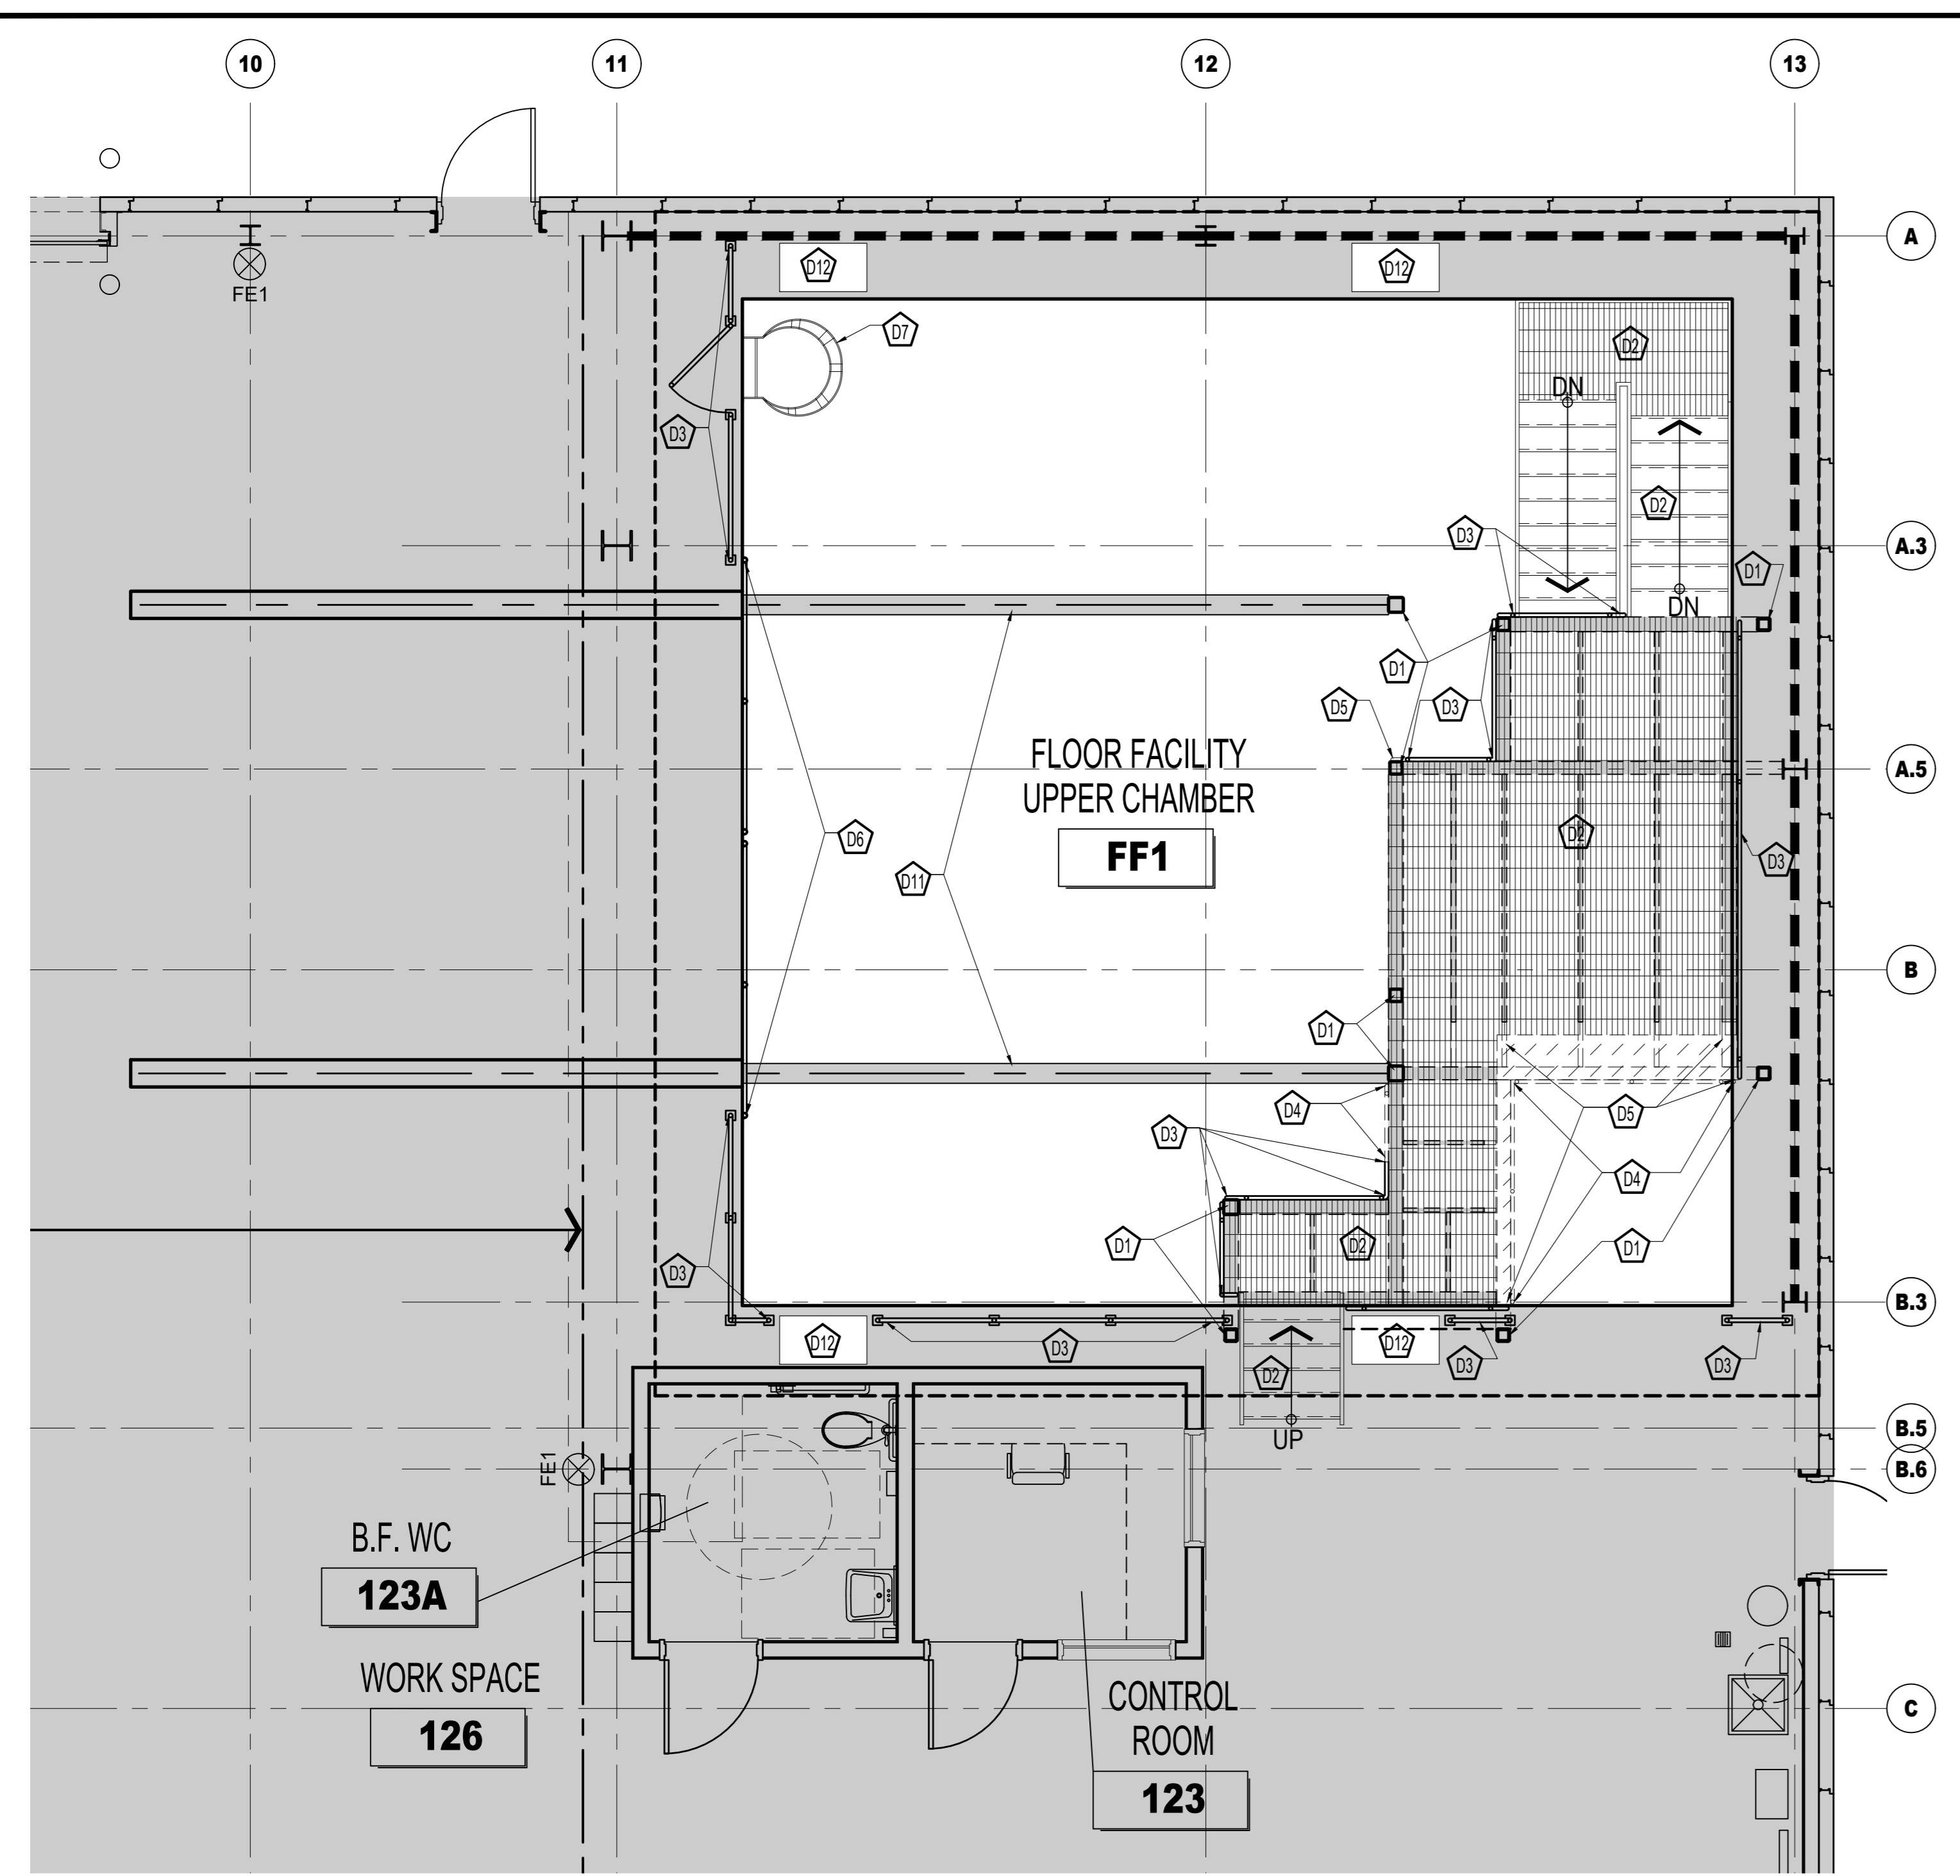 10
11
12
13
A
D12
D12
FE1
D7
D2
D3
DN
D2
D3
A.3
D1
DN
D1
D5
D3
FLOOR FACILITY
UPPER CHAMBER
A.5
D6
D2
D3
FF1
D11
B
D1
D4
D5
D3
D4
D1
D2
D1
D3
B.3
D12
D3
D12
D3
D3
D2
UP
B.5
FE1
B.6
B.F. WC
123A
WORK SPACE
126
CONTROL
ROOM
123
C